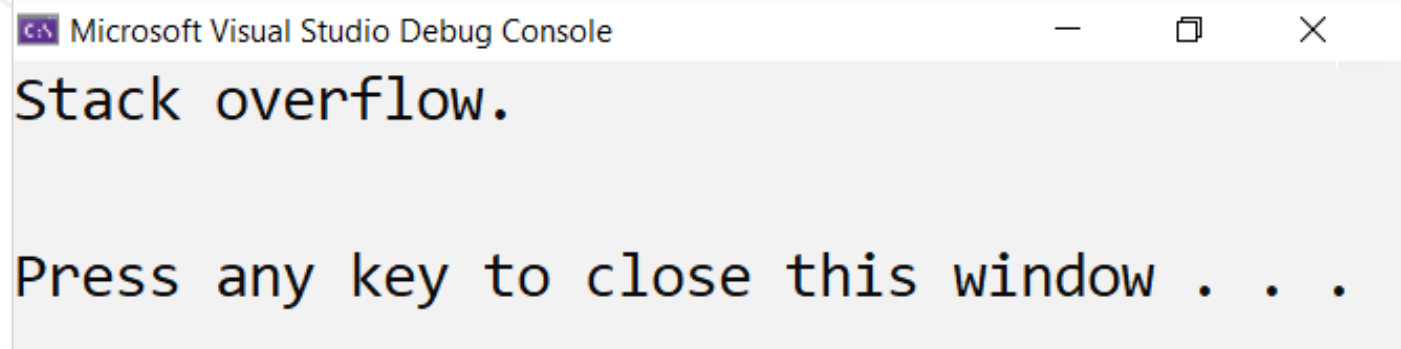 Microsoft Visual Studio Debug Console
Stack overflow.
Press any key to close this window . . .